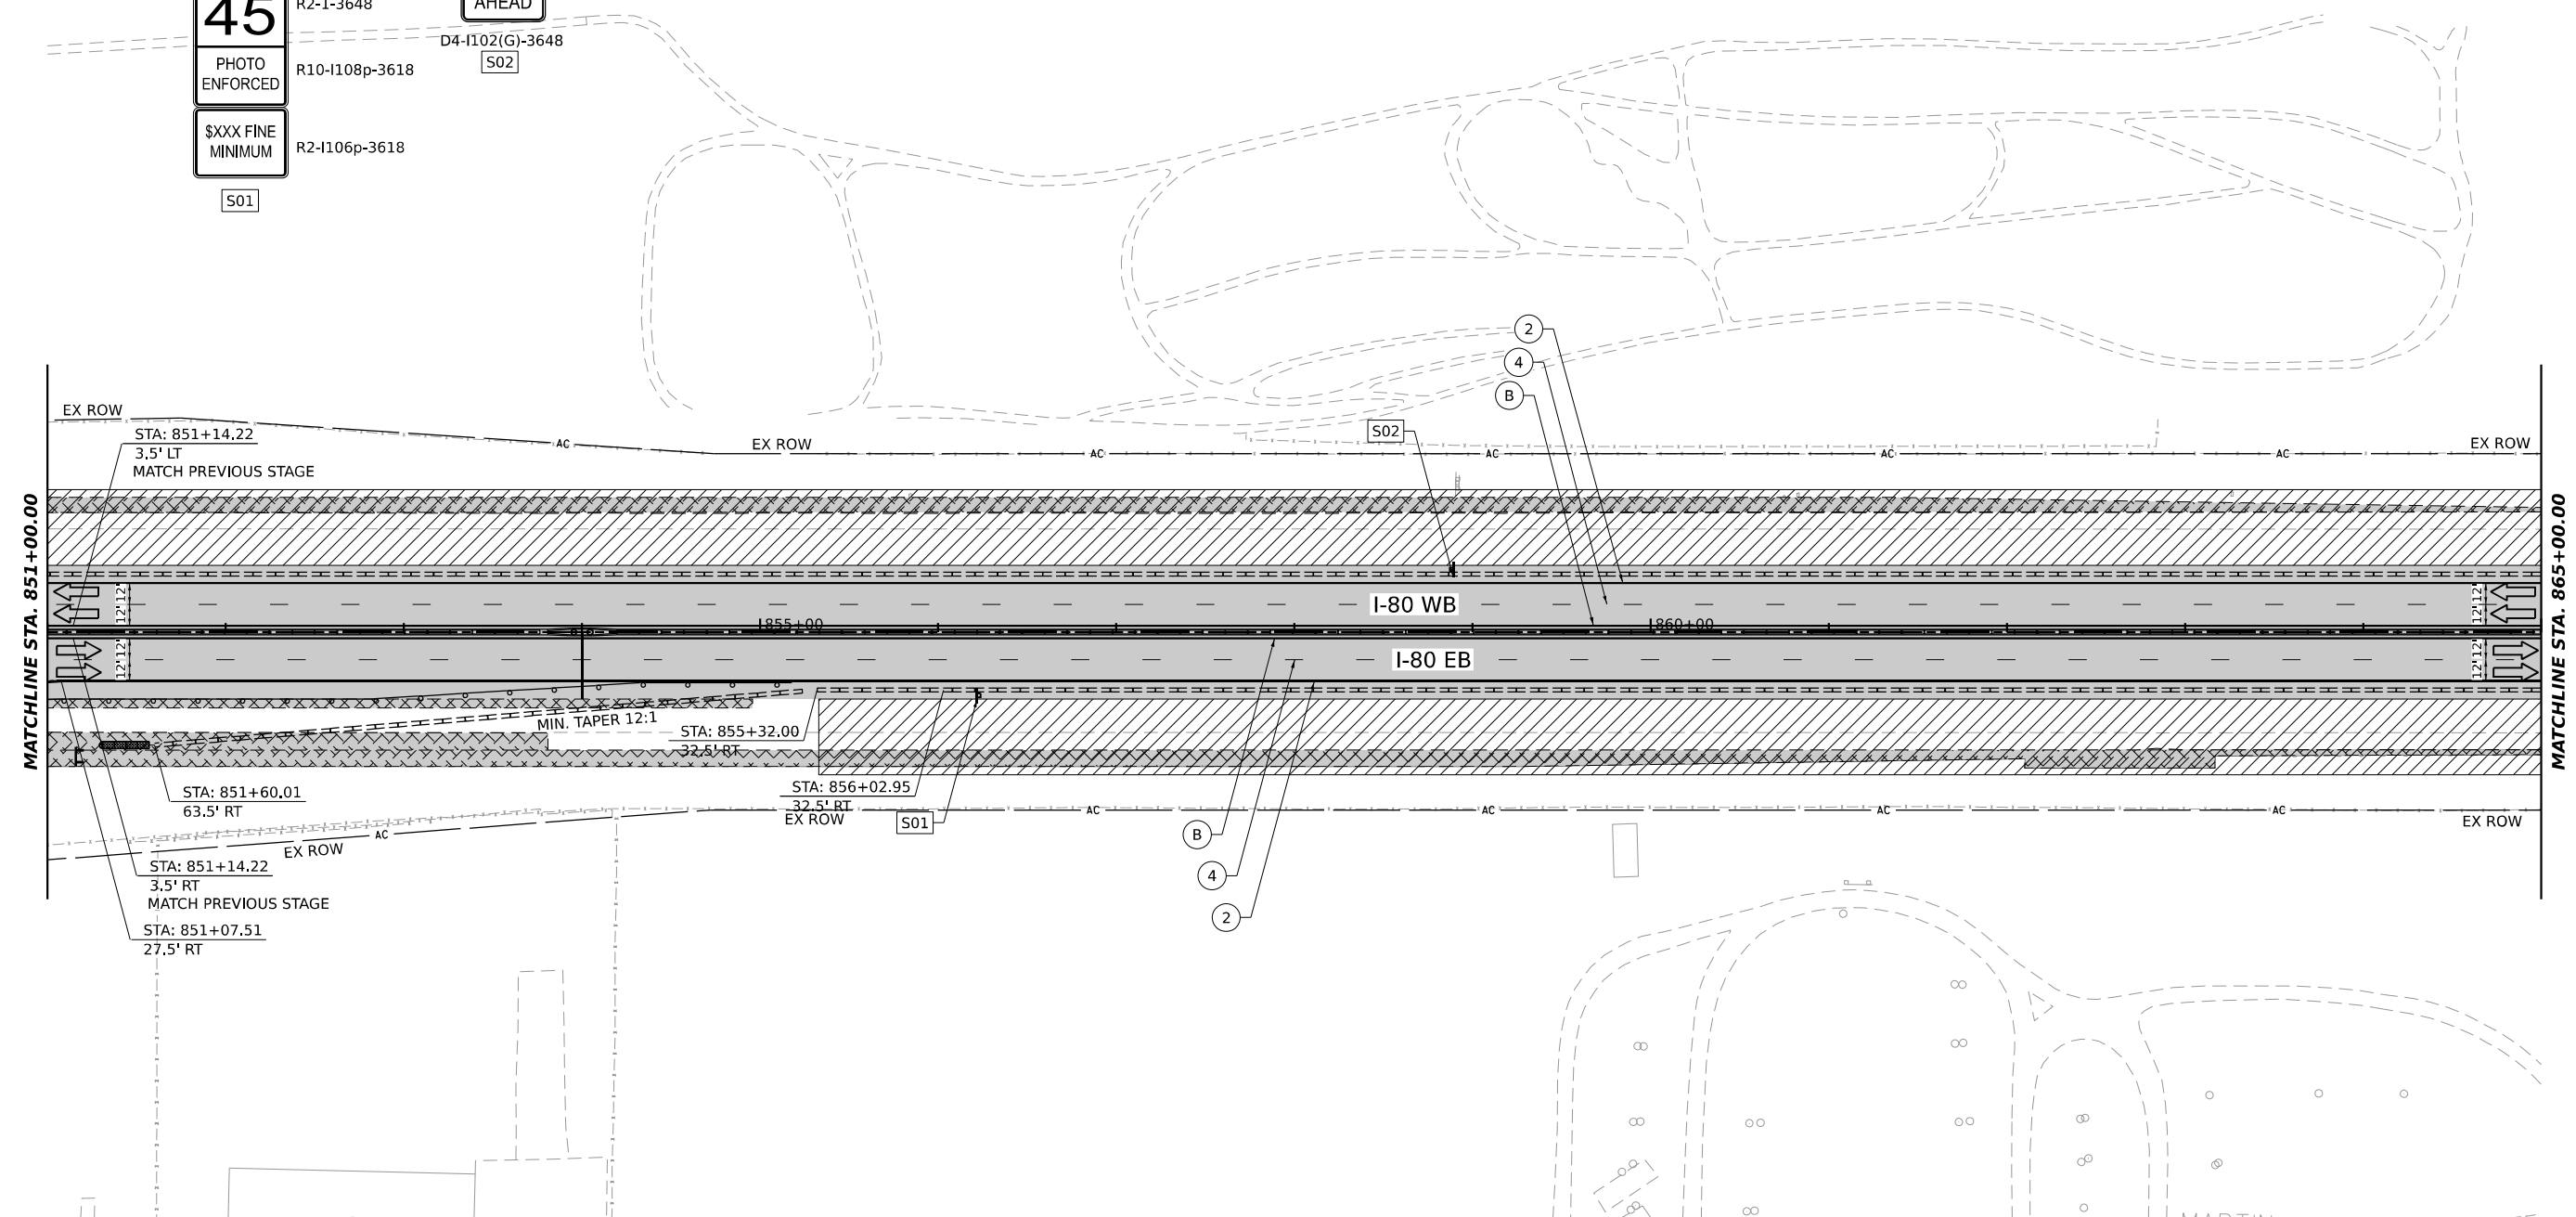 45
R2-1-3648
AHEAD
D4-I102(G)-3648
S02
PHOTO
ENFORCED
R10-I108p-3618
$XXX FINE
MINIMUM
R2-I106p-3618
S01
2
4
B
S02
EX ROW
STA: 851+14.22
3.5' LT
MATCH PREVIOUS STAGE
AC
EX ROW
AC
AC
AC
AC
EX ROW
MATCHLINE STA. 851+00.00
MATCHLINE STA. 865+00.00
12' 12'
I-80 WB
12' 12'
855+00
860+00
12' 12'
I-80 EB
12' 12'
MIN. TAPER 12:1
STA: 855+32.00
32.5' RT
STA: 851+60.01
63.5' RT
STA: 856+02.95
32.5' RT
EX ROW
S01
AC
AC
AC
AC
EX ROW
AC
EX ROW
B
4
2
STA: 851+14.22
3.5' RT
MATCH PREVIOUS STAGE
STA: 851+07.51
27.5' RT